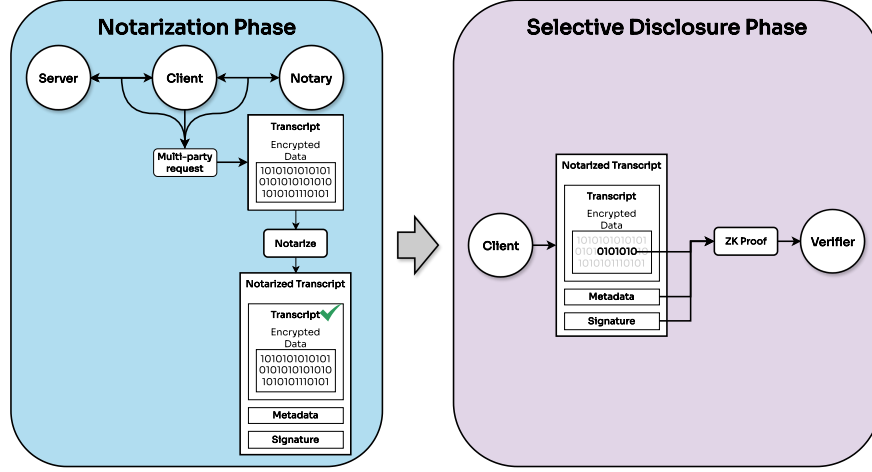 Notarization Phase
Server
Client
Notary
Transcript
Encrypted
Data
1010101010101
0101010101010
1010101110101
Multi-party
request
Notarize
Notarized Transcript
Transcript
Encrypted
Data
1010101010101
0101010101010
1010101110101
Metadata
Signature
Selective Disclosure Phase
Notarized Transcript
Transcript
Encrypted
Data
1010101010101
01010101010
1010101110101
Metadata
Signature
Client
ZK Proof
Verifier